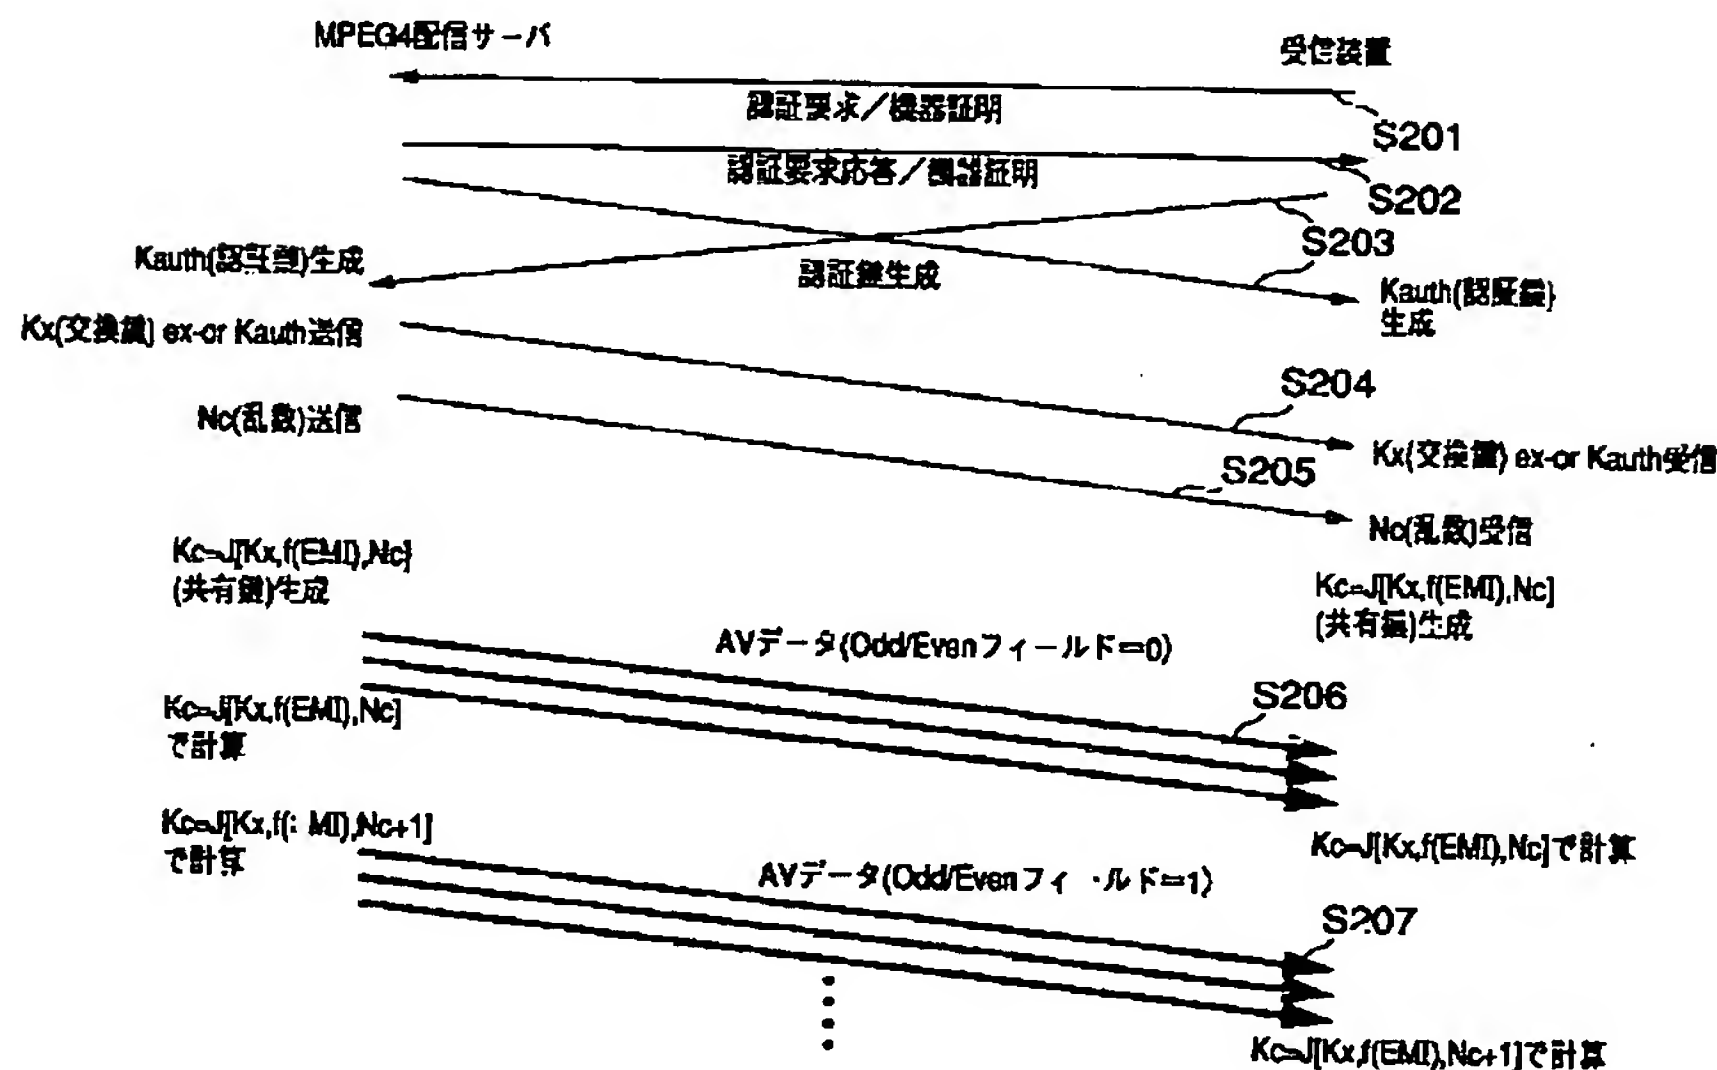 MPEG4配信サーバ
受信装置
認証要求／機器証明
S201
認証要求応答／機器証明
S202
S203
Kauth(認証鍵)生成
認証鍵生成
Kauth(認証鍵)
生成
Kx(交換鍵) ex-or Kauth送信
S204
Nc(乱数)送信
Kx(交換鍵) ex-or Kauth受信
S205
Nc(乱数)受信
Kc=J[Kx,f(EMI),Nc]
(共有鍵)生成
Kc=J[Kx,f(EMI),Nc]
(共有鍵)生成
AVデータ(Odd/Evenフィールド=0)
S206
Kc=J[Kx,f(EMI),Nc]
で計算
Kc=J[Kx,f(EMI),Nc]で計算
Kc=J[Kx,f(EMI),Nc+1]
で計算
AVデータ(Odd/Evenフィールド=1)
S207
Kc=J[Kx,f(EMI),Nc+1]で計算